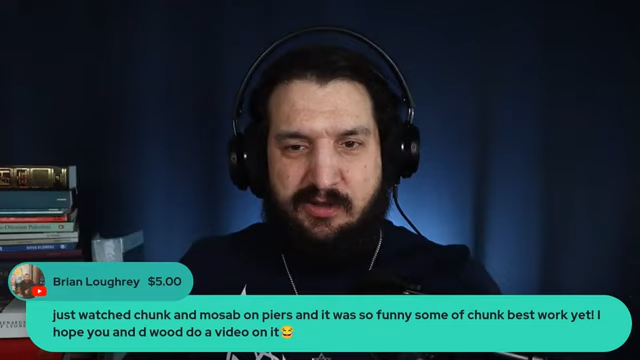 Brian Loughrey $5.00
just watched chunk and mosab on piers and it was so funny some of chunk best work yet! I
hope you and d wood do a video on it😂